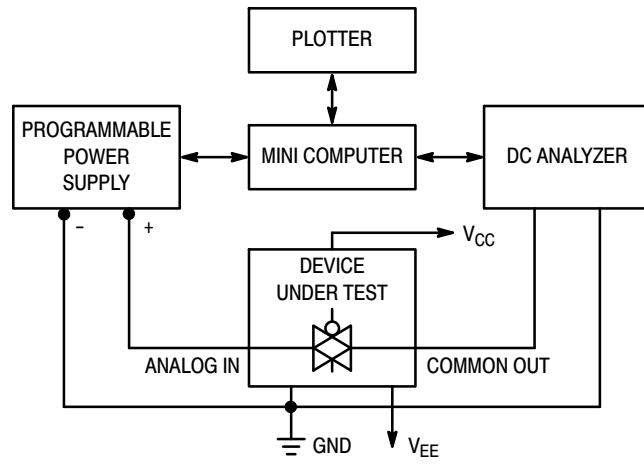 PLOTTER
PROGRAMMABLE
POWER
SUPPLY
MINI COMPUTER
DC ANALYZER
– +
VCC
DEVICE
UNDER TEST
ANALOG IN
COMMON OUT
GND
VEE